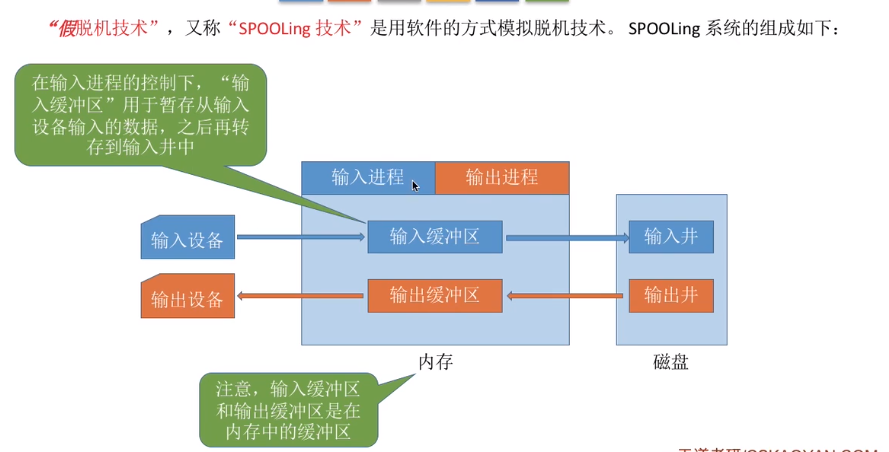 “假脱机技术”，又称“SPOOLing 技术”是用软件的方式模拟脱机技术。 SPOOLing 系统的组成如下：
在输入进程的控制下，“输
入缓冲区”用于暂存从输入
设备输入的数据，之后再转
存到输入井中
输入进程
输出进程
输入设备
输入缓冲区
输入井
输出设备
输出缓冲区
输出井
内存
磁盘
注意，输入缓冲区
和输出缓冲区是在
内存中的缓冲区